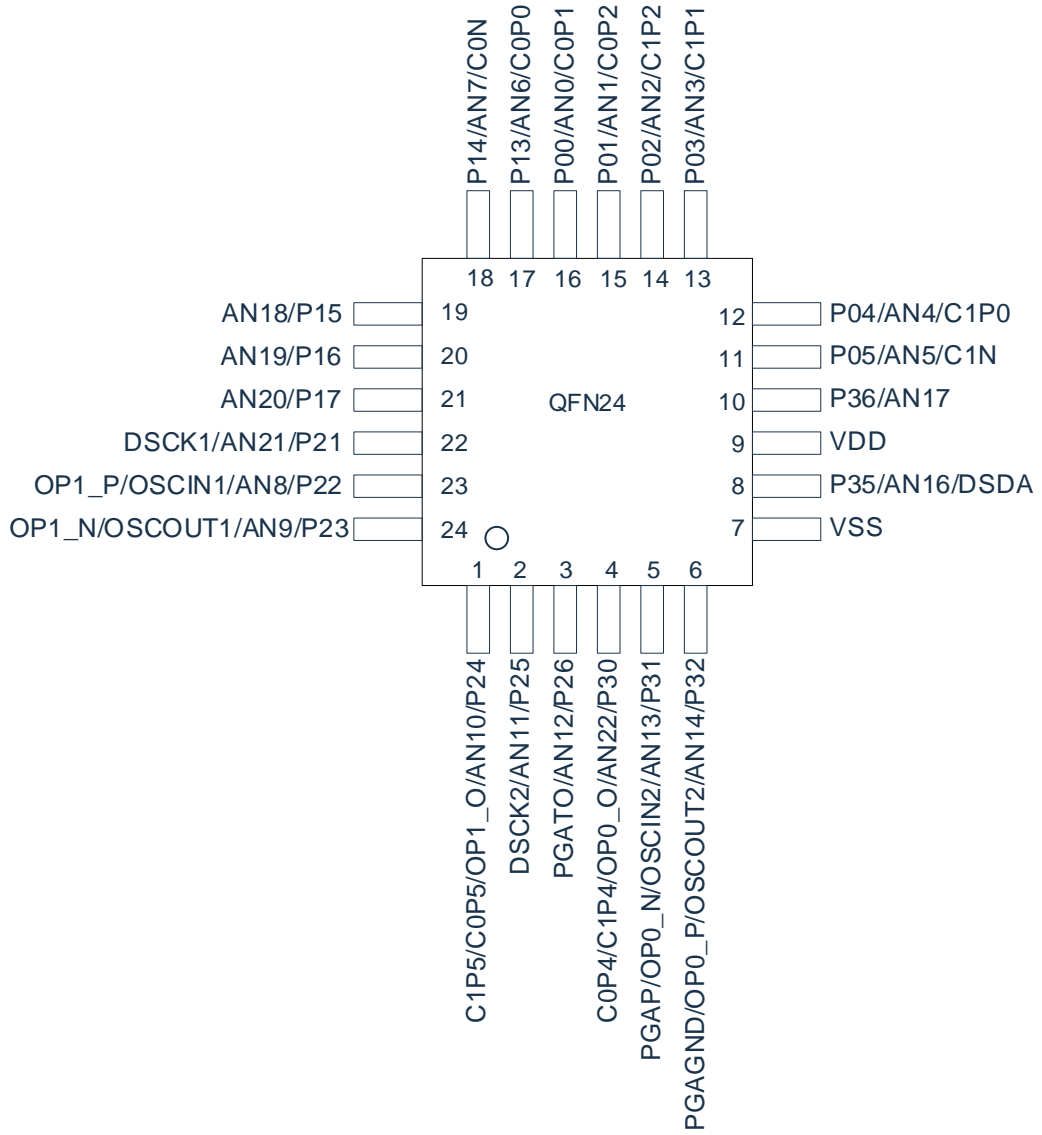 P14/AN7/C0N
P13/AN6/C0P0
P00/AN0/C0P1
P01/AN1/C0P2
P02/AN2/C1P2
P03/AN3/C1P1
18 17 16 15 14 13
AN18/P15 19
12 P04/AN4/C1P0
AN19/P16 20
11 P05/AN5/C1N
AN20/P17 21
QFN24
10 P36/AN17
DSCK1/AN21/P21 22
9 VDD
OP1_P/OSCIN1/AN8/P22 23
8 P35/AN16/DSDA
OP1_N/OSCOUT1/AN9/P23 24
7 VSS
1 2 3 4 5 6
C1P5/C0P5/OP1_O/AN10/P24
DSCK2/AN11/P25
PGATO/AN12/P26
C0P4/C1P4/OP0_O/AN22/P30
PGAP/OP0_N/OSCIN2/AN13/P31
PGAGND/OP0_P/OSCOUT2/AN14/P32